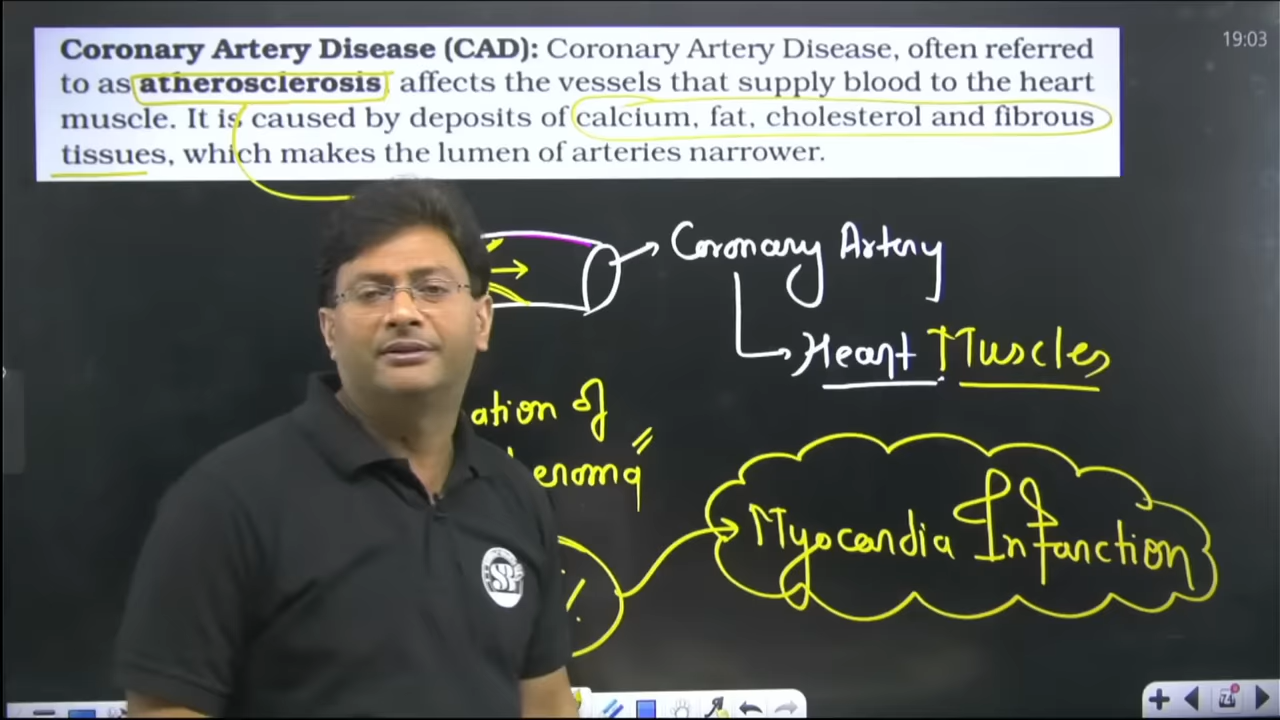 19:03
Coronary Artery Disease (CAD): Coronary Artery Disease, often referred
to as atherosclerosis affects the vessels that supply blood to the heart
muscle. It is caused by deposits of calcium, fat, cholesterol and fibrous
tissues, which makes the lumen of arteries narrower.
Coronary Artery
Heart Muscles
ation of
eroma
Myocardia Infarction